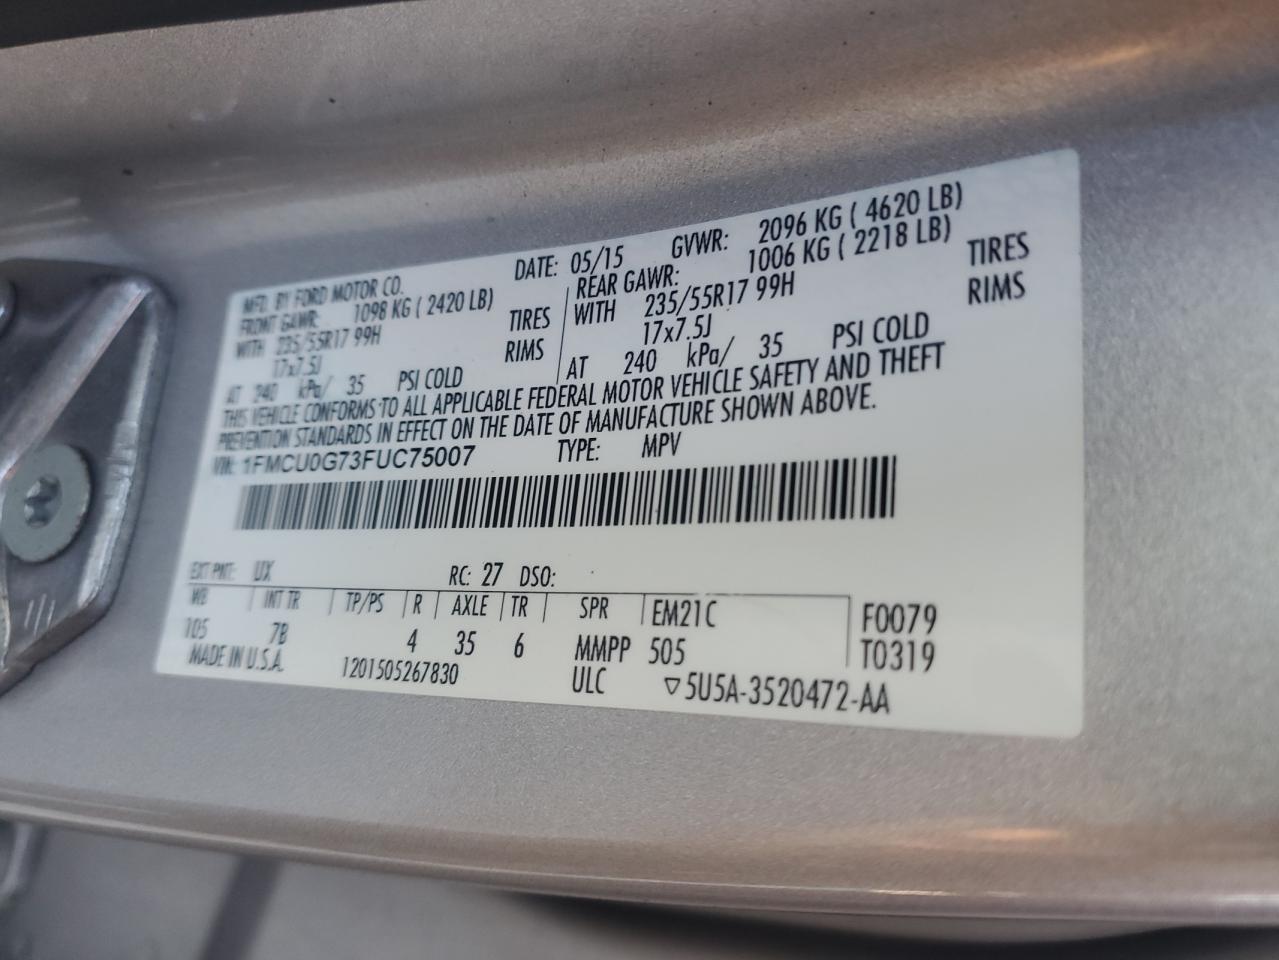 MFD. BY FORD MOTOR CO. DATE: 05/15 GVWR: 2096 KG ( 4620 LB)
FRONT GAWR: 1098 KG ( 2420 LB) REAR GAWR: 1006 KG ( 2218 LB)
WITH 235/55R17 99H TIRES WITH 235/55R17 99H TIRES
17x7.5J RIMS 17x7.5J RIMS
AT 240 kPa/ 35 PSI COLD AT 240 kPa/ 35 PSI COLD
THIS VEHICLE CONFORMS TO ALL APPLICABLE FEDERAL MOTOR VEHICLE SAFETY AND THEFT
PREVENTION STANDARDS IN EFFECT ON THE DATE OF MANUFACTURE SHOWN ABOVE.
VIN: 1FMCU0G73FUC75007 TYPE: MPV
EXT PNT: UX RC: 27 DSO:
WB INT TR TP/PS R AXLE TR SPR EM21C F0079
105 7B 4 35 6 MMPP 505 T0319
MADE IN U.S.A. 1201505267830 ULC ▽5U5A-3520472-AA